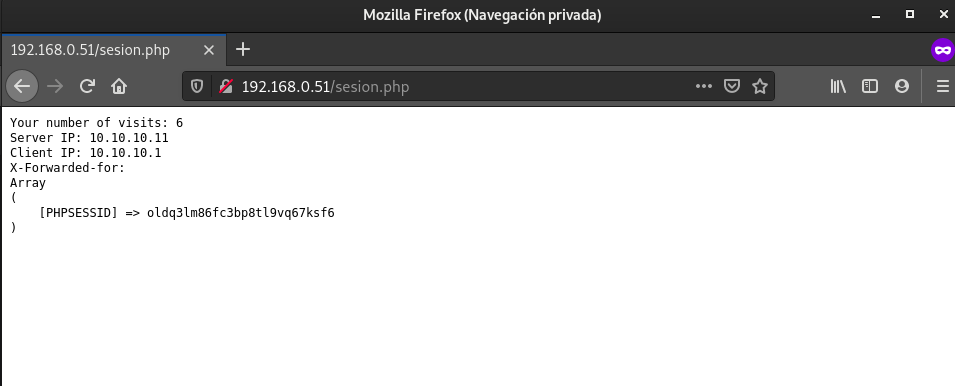 Mozilla Firefox (Navegación privada)
192.168.0.51/sesion.php
192.168.0.51/sesion.php
Your number of visits: 6
Server IP: 10.10.10.11
Client IP: 10.10.10.1
X-Forwarded-for:
Array
(
    [PHPSESSID] => oldq3lm86fc3bp8tl9vq67ksf6
)